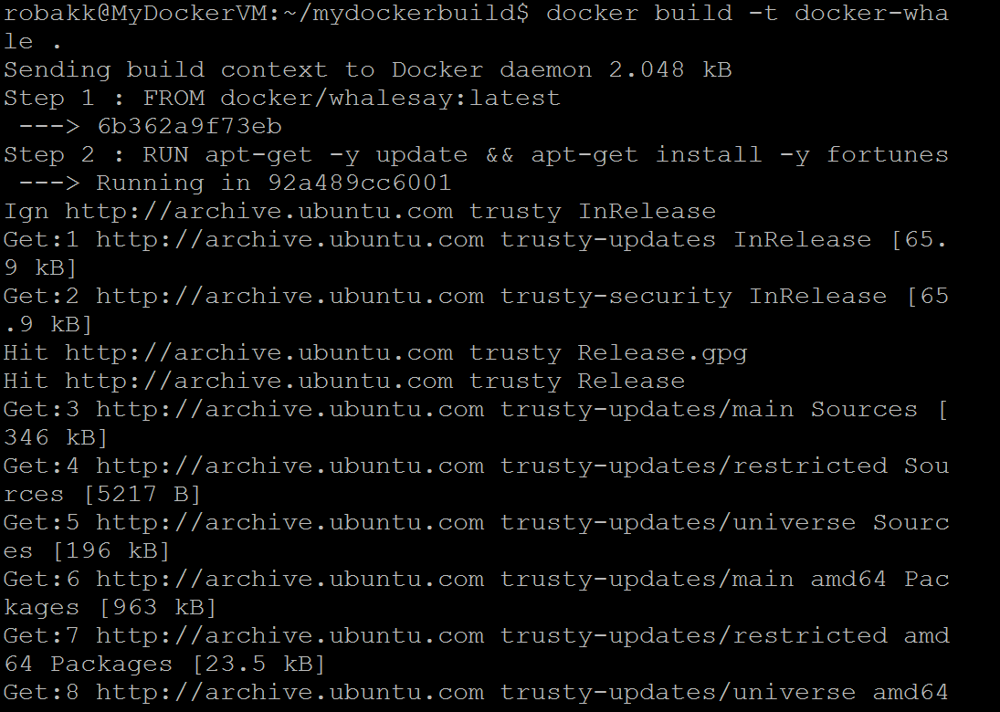 robakk@MyDockerVM:~/mydockerbuild$ docker build -t docker-wha
le .
Sending build context to Docker daemon 2.048 kB
Step 1 : FROM docker/whalesay:latest
 ---> 6b362a9f73eb
Step 2 : RUN apt-get -y update && apt-get install -y fortunes
 ---> Running in 92a489cc6001
Ign http://archive.ubuntu.com trusty InRelease
Get:1 http://archive.ubuntu.com trusty-updates InRelease [65.
9 kB]
Get:2 http://archive.ubuntu.com trusty-security InRelease [65
.9 kB]
Hit http://archive.ubuntu.com trusty Release.gpg
Hit http://archive.ubuntu.com trusty Release
Get:3 http://archive.ubuntu.com trusty-updates/main Sources [
346 kB]
Get:4 http://archive.ubuntu.com trusty-updates/restricted Sou
rces [5217 B]
Get:5 http://archive.ubuntu.com trusty-updates/universe Sourc
es [196 kB]
Get:6 http://archive.ubuntu.com trusty-updates/main amd64 Pac
kages [963 kB]
Get:7 http://archive.ubuntu.com trusty-updates/restricted amd
64 Packages [23.5 kB]
Get:8 http://archive.ubuntu.com trusty-updates/universe amd64